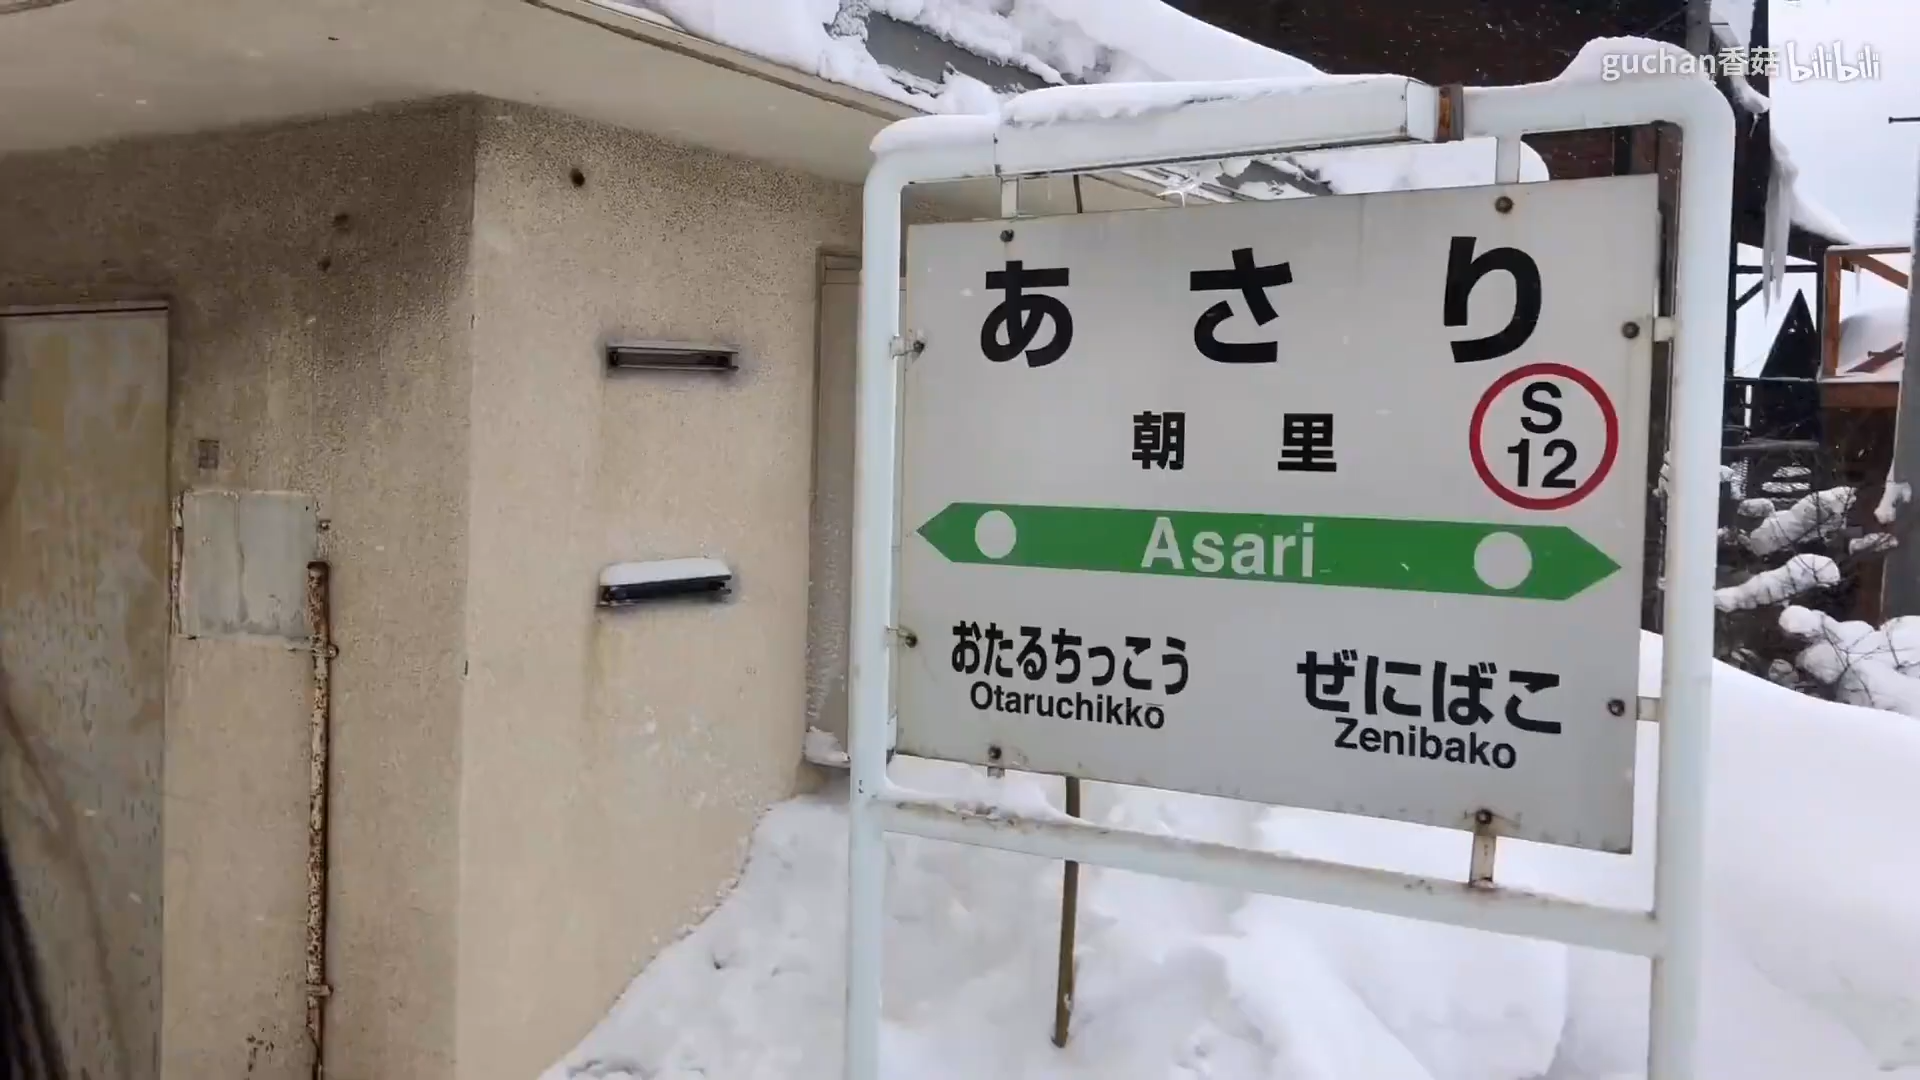 guchan香菇 bilibili
あさり
朝里
S
12
Asari
おたるちっこう
Otaruchikkō
ぜにばこ
Zenibako